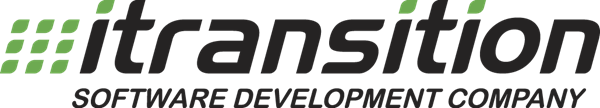 itransition
SOFTWARE DEVELOPMENT COMPANY